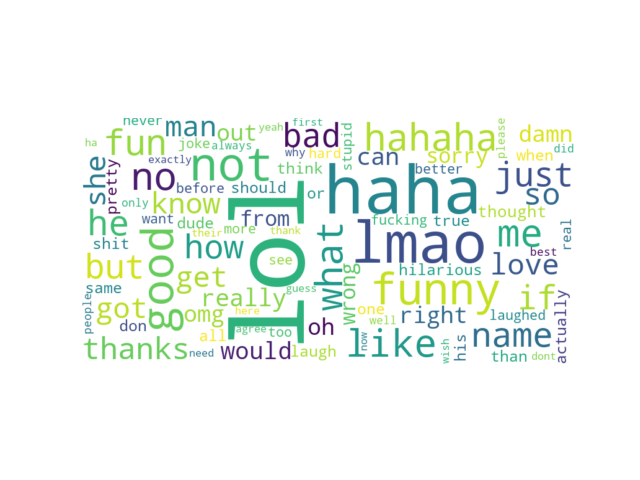 never
man
out
bad
first
yeah
hahaha
please
damn
did
ha
fun
joke
always
stupid
can
sorry
when
she
pretty
exactly
not
why
hard
think
better
just
no
before
should
or
haha
so
only
know
want
dude
their
from
more
thank
lol
what
fucking
true
thought
he
good
how
lmao
me
real
shit
see
best
but
get
wrong
hilarious
love
same
really
guess
funny
if
actually
people
got
don
omg
all
here
agree
too
oh
one
well
right
laughed
name
his
thanks
need
would
laugh
now
like
wish
than
dont